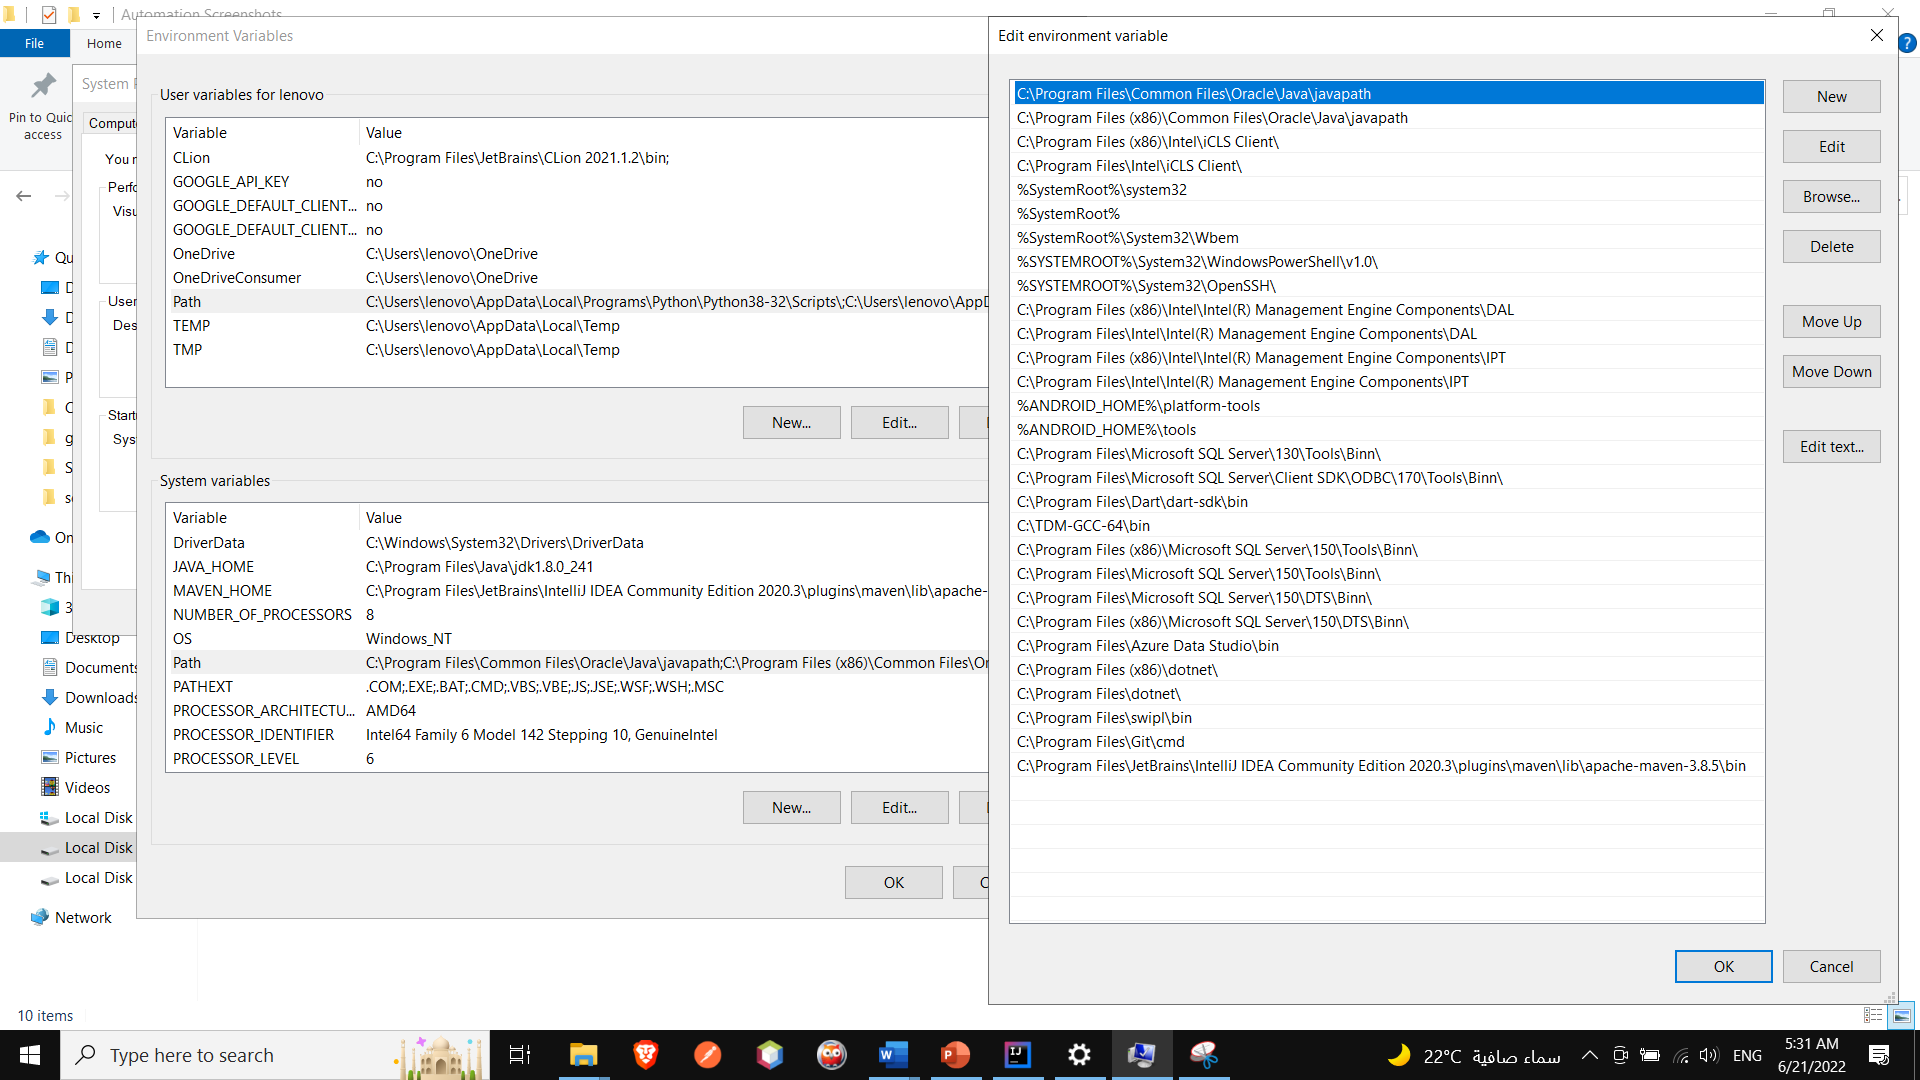 Automation Screenshots
File
Home
Pin to Quic
access
System
Comput
You n
Perfo
Visu
User
Des
Startu
Sys
Qu
D
D
D
P
C
g
S
se
On
Thi
3
Desktop
Documents
Downloads
Music
Pictures
Videos
Local Disk
Local Disk
Local Disk
Network
10 items
Environment Variables
User variables for lenovo
Variable Value
CLion C:\Program Files\JetBrains\CLion 2021.1.2\bin;
GOOGLE_API_KEY no
GOOGLE_DEFAULT_CLIENT... no
GOOGLE_DEFAULT_CLIENT... no
OneDrive C:\Users\lenovo\OneDrive
OneDriveConsumer C:\Users\lenovo\OneDrive
Path C:\Users\lenovo\AppData\Local\Programs\Python\Python38-32\Scripts\;C:\Users\lenovo\AppD
TEMP C:\Users\lenovo\AppData\Local\Temp
TMP C:\Users\lenovo\AppData\Local\Temp
New... Edit...
System variables
Variable Value
DriverData C:\Windows\System32\Drivers\DriverData
JAVA_HOME C:\Program Files\Java\jdk1.8.0_241
MAVEN_HOME C:\Program Files\JetBrains\IntelliJ IDEA Community Edition 2020.3\plugins\maven\lib\apache-
NUMBER_OF_PROCESSORS 8
OS Windows_NT
Path C:\Program Files\Common Files\Oracle\Java\javapath;C:\Program Files (x86)\Common Files\Or
PATHEXT .COM;.EXE;.BAT;.CMD;.VBS;.VBE;.JS;.JSE;.WSF;.WSH;.MSC
PROCESSOR_ARCHITECTU... AMD64
PROCESSOR_IDENTIFIER Intel64 Family 6 Model 142 Stepping 10, GenuineIntel
PROCESSOR_LEVEL 6
New... Edit...
OK C
Edit environment variable
C:\Program Files\Common Files\Oracle\Java\javapath
C:\Program Files (x86)\Common Files\Oracle\Java\javapath
C:\Program Files (x86)\Intel\iCLS Client\
C:\Program Files\Intel\iCLS Client\
%SystemRoot%\system32
%SystemRoot%
%SystemRoot%\System32\Wbem
%SYSTEMROOT%\System32\WindowsPowerShell\v1.0\
%SYSTEMROOT%\System32\OpenSSH\
C:\Program Files (x86)\Intel\Intel(R) Management Engine Components\DAL
C:\Program Files\Intel\Intel(R) Management Engine Components\DAL
C:\Program Files (x86)\Intel\Intel(R) Management Engine Components\IPT
C:\Program Files\Intel\Intel(R) Management Engine Components\IPT
%ANDROID_HOME%\platform-tools
%ANDROID_HOME%\tools
C:\Program Files\Microsoft SQL Server\130\Tools\Binn\
C:\Program Files\Microsoft SQL Server\Client SDK\ODBC\170\Tools\Binn\
C:\Program Files\Dart\dart-sdk\bin
C:\TDM-GCC-64\bin
C:\Program Files (x86)\Microsoft SQL Server\150\Tools\Binn\
C:\Program Files\Microsoft SQL Server\150\Tools\Binn\
C:\Program Files\Microsoft SQL Server\150\DTS\Binn\
C:\Program Files (x86)\Microsoft SQL Server\150\DTS\Binn\
C:\Program Files\Azure Data Studio\bin
C:\Program Files (x86)\dotnet\
C:\Program Files\dotnet\
C:\Program Files\swipl\bin
C:\Program Files\Git\cmd
C:\Program Files\JetBrains\IntelliJ IDEA Community Edition 2020.3\plugins\maven\lib\apache-maven-3.8.5\bin
New
Edit
Browse...
Delete
Move Up
Move Down
Edit text...
OK Cancel
Type here to search
22°C سماء صافية
ENG
5:31 AM
6/21/2022